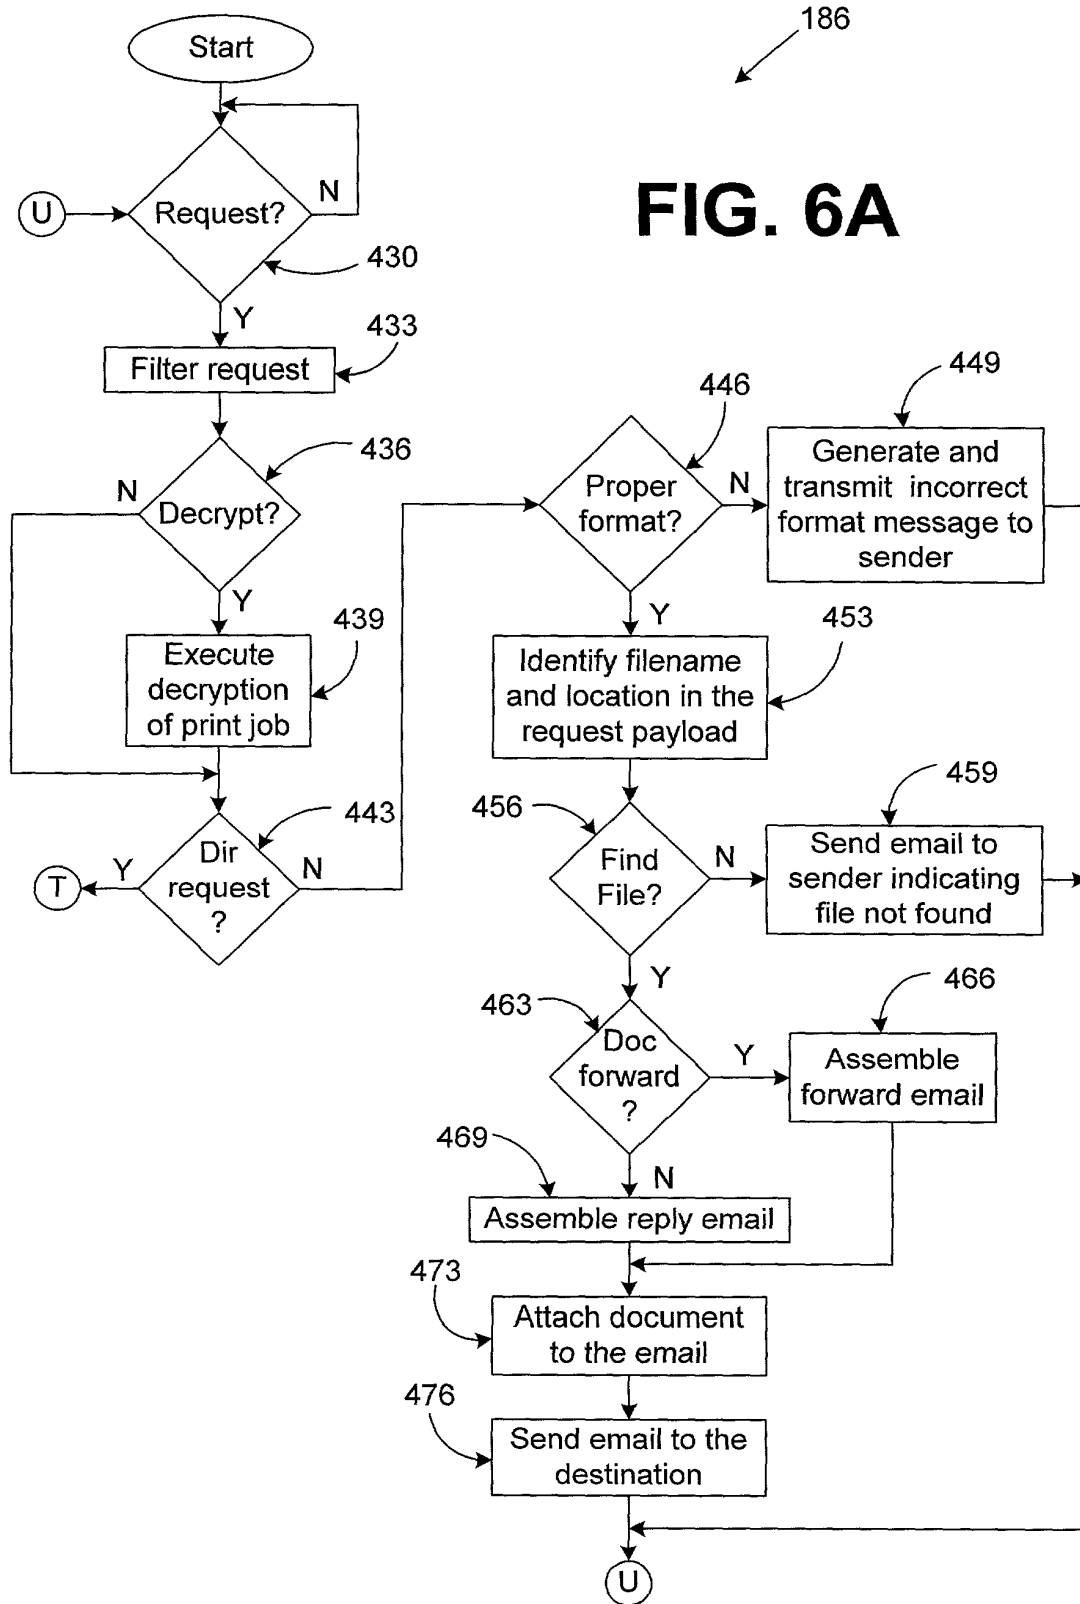 186
Start
FIG. 6A
N
U
Request?
430
Y
433
Filter request
436
N
Decrypt?
Y
439
Execute
decryption
of print job
443
Dir
request
?
Y
N
T
446
Proper
format?
N
449
Generate and
transmit  incorrect
format message to
sender
Y
453
Identify filename
and location in the
request payload
456
Find
File?
N
459
Send email to
sender indicating
file not found
Y
463
Doc
forward
?
Y
466
Assemble
forward email
469
N
Assemble reply email
473
Attach document
to the email
476
Send email to the
destination
U